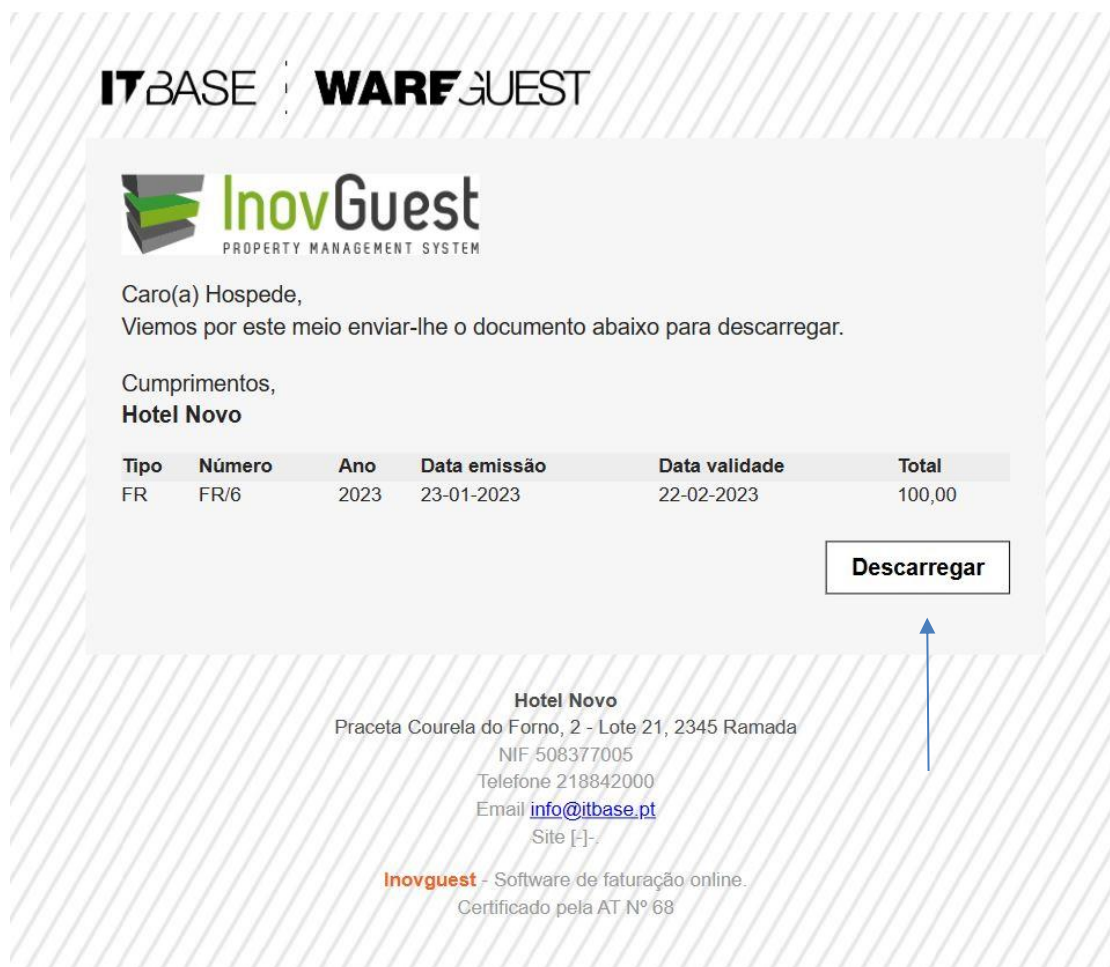 ITBASE WAREGUEST
InovGuest
PROPERTY MANAGEMENT SYSTEM
Caro(a) Hospede,
Viemos por este meio enviar-lhe o documento abaixo para descarregar.
Cumprimentos,
Hotel Novo
Tipo Número Ano Data emissão Data validade Total
FR FR/6 2023 23-01-2023 22-02-2023 100,00
Descarregar
Hotel Novo
Praceta Courela do Forno, 2 - Lote 21, 2345 Ramada
NIF 508377005
Telefone 218842000
Email info@itbase.pt
Site [-]-.
Inovguest - Software de faturação online.
Certificado pela AT Nº 68